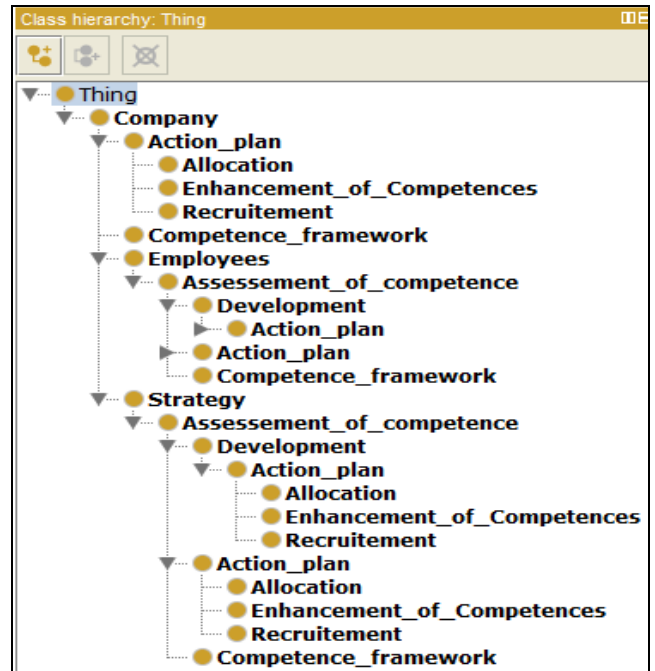 Class hierarchy: Thing
Thing
Company
Action_plan
Allocation
Enhancement_of_Competences
Recruitement
Competence_framework
Employees
Assessement_of_competence
Development
Action_plan
Action_plan
Competence_framework
Strategy
Assessement_of_competence
Development
Action_plan
Allocation
Enhancement_of_Competences
Recruitement
Action_plan
Allocation
Enhancement_of_Competences
Recruitement
Competence_framework